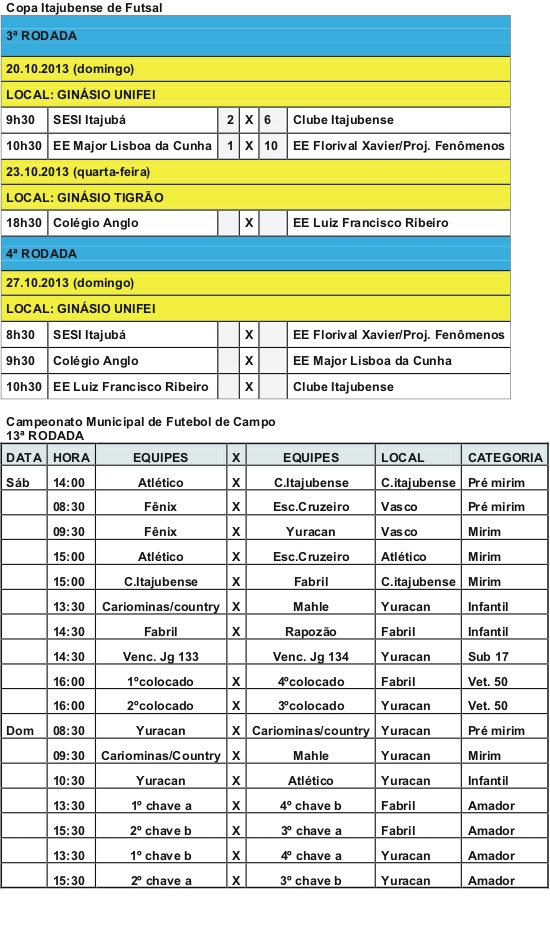 Copa Itajubense de Futsal
3ª RODADA
20.10.2013 (domingo)
LOCAL: GINÁSIO UNIFEI
9h30 SESI Itajubá 2 X 6 Clube Itajubense
10h30 EE Major Lisboa da Cunha 1 X 10 EE Florival Xavier/Proj. Fenômenos
23.10.2013 (quarta-feira)
LOCAL: GINÁSIO TIGRÃO
18h30 Colégio Anglo X EE Luiz Francisco Ribeiro
4ª RODADA
27.10.2013 (domingo)
LOCAL: GINÁSIO UNIFEI
8h30 SESI Itajubá X EE Florival Xavier/Proj. Fenômenos
9h30 Colégio Anglo X EE Major Lisboa da Cunha
10h30 EE Luiz Francisco Ribeiro X Clube Itajubense
Campeonato Municipal de Futebol de Campo
13ª RODADA
DATA HORA EQUIPES X EQUIPES LOCAL CATEGORIA
Sáb 14:00 Atlético X C.Itajubense C.itajubense Pré mirim
08:30 Fênix X Esc.Cruzeiro Vasco Pré mirim
09:30 Fênix X Yuracan Vasco Mirim
15:00 Atlético X Esc.Cruzeiro Atlético Mirim
15:00 C.Itajubense X Fabril C.itajubense Mirim
13:30 Cariominas/country X Mahle Yuracan Infantil
14:30 Fabril X Rapozão Fabril Infantil
14:30 Venc. Jg 133 Venc. Jg 134 Yuracan Sub 17
16:00 1ºcolocado X 4ºcolocado Fabril Vet. 50
16:00 2ºcolocado X 3ºcolocado Yuracan Vet. 50
Dom 08:30 Yuracan X Cariominas/country Yuracan Pré mirim
09:30 Cariominas/Country X Mahle Yuracan Mirim
10:30 Yuracan X Atlético Yuracan Infantil
13:30 1º chave a X 4º chave b Fabril Amador
15:30 2º chave b X 3º chave a Fabril Amador
13:30 1º chave b X 4º chave a Yuracan Amador
15:30 2º chave a X 3º chave b Yuracan Amador